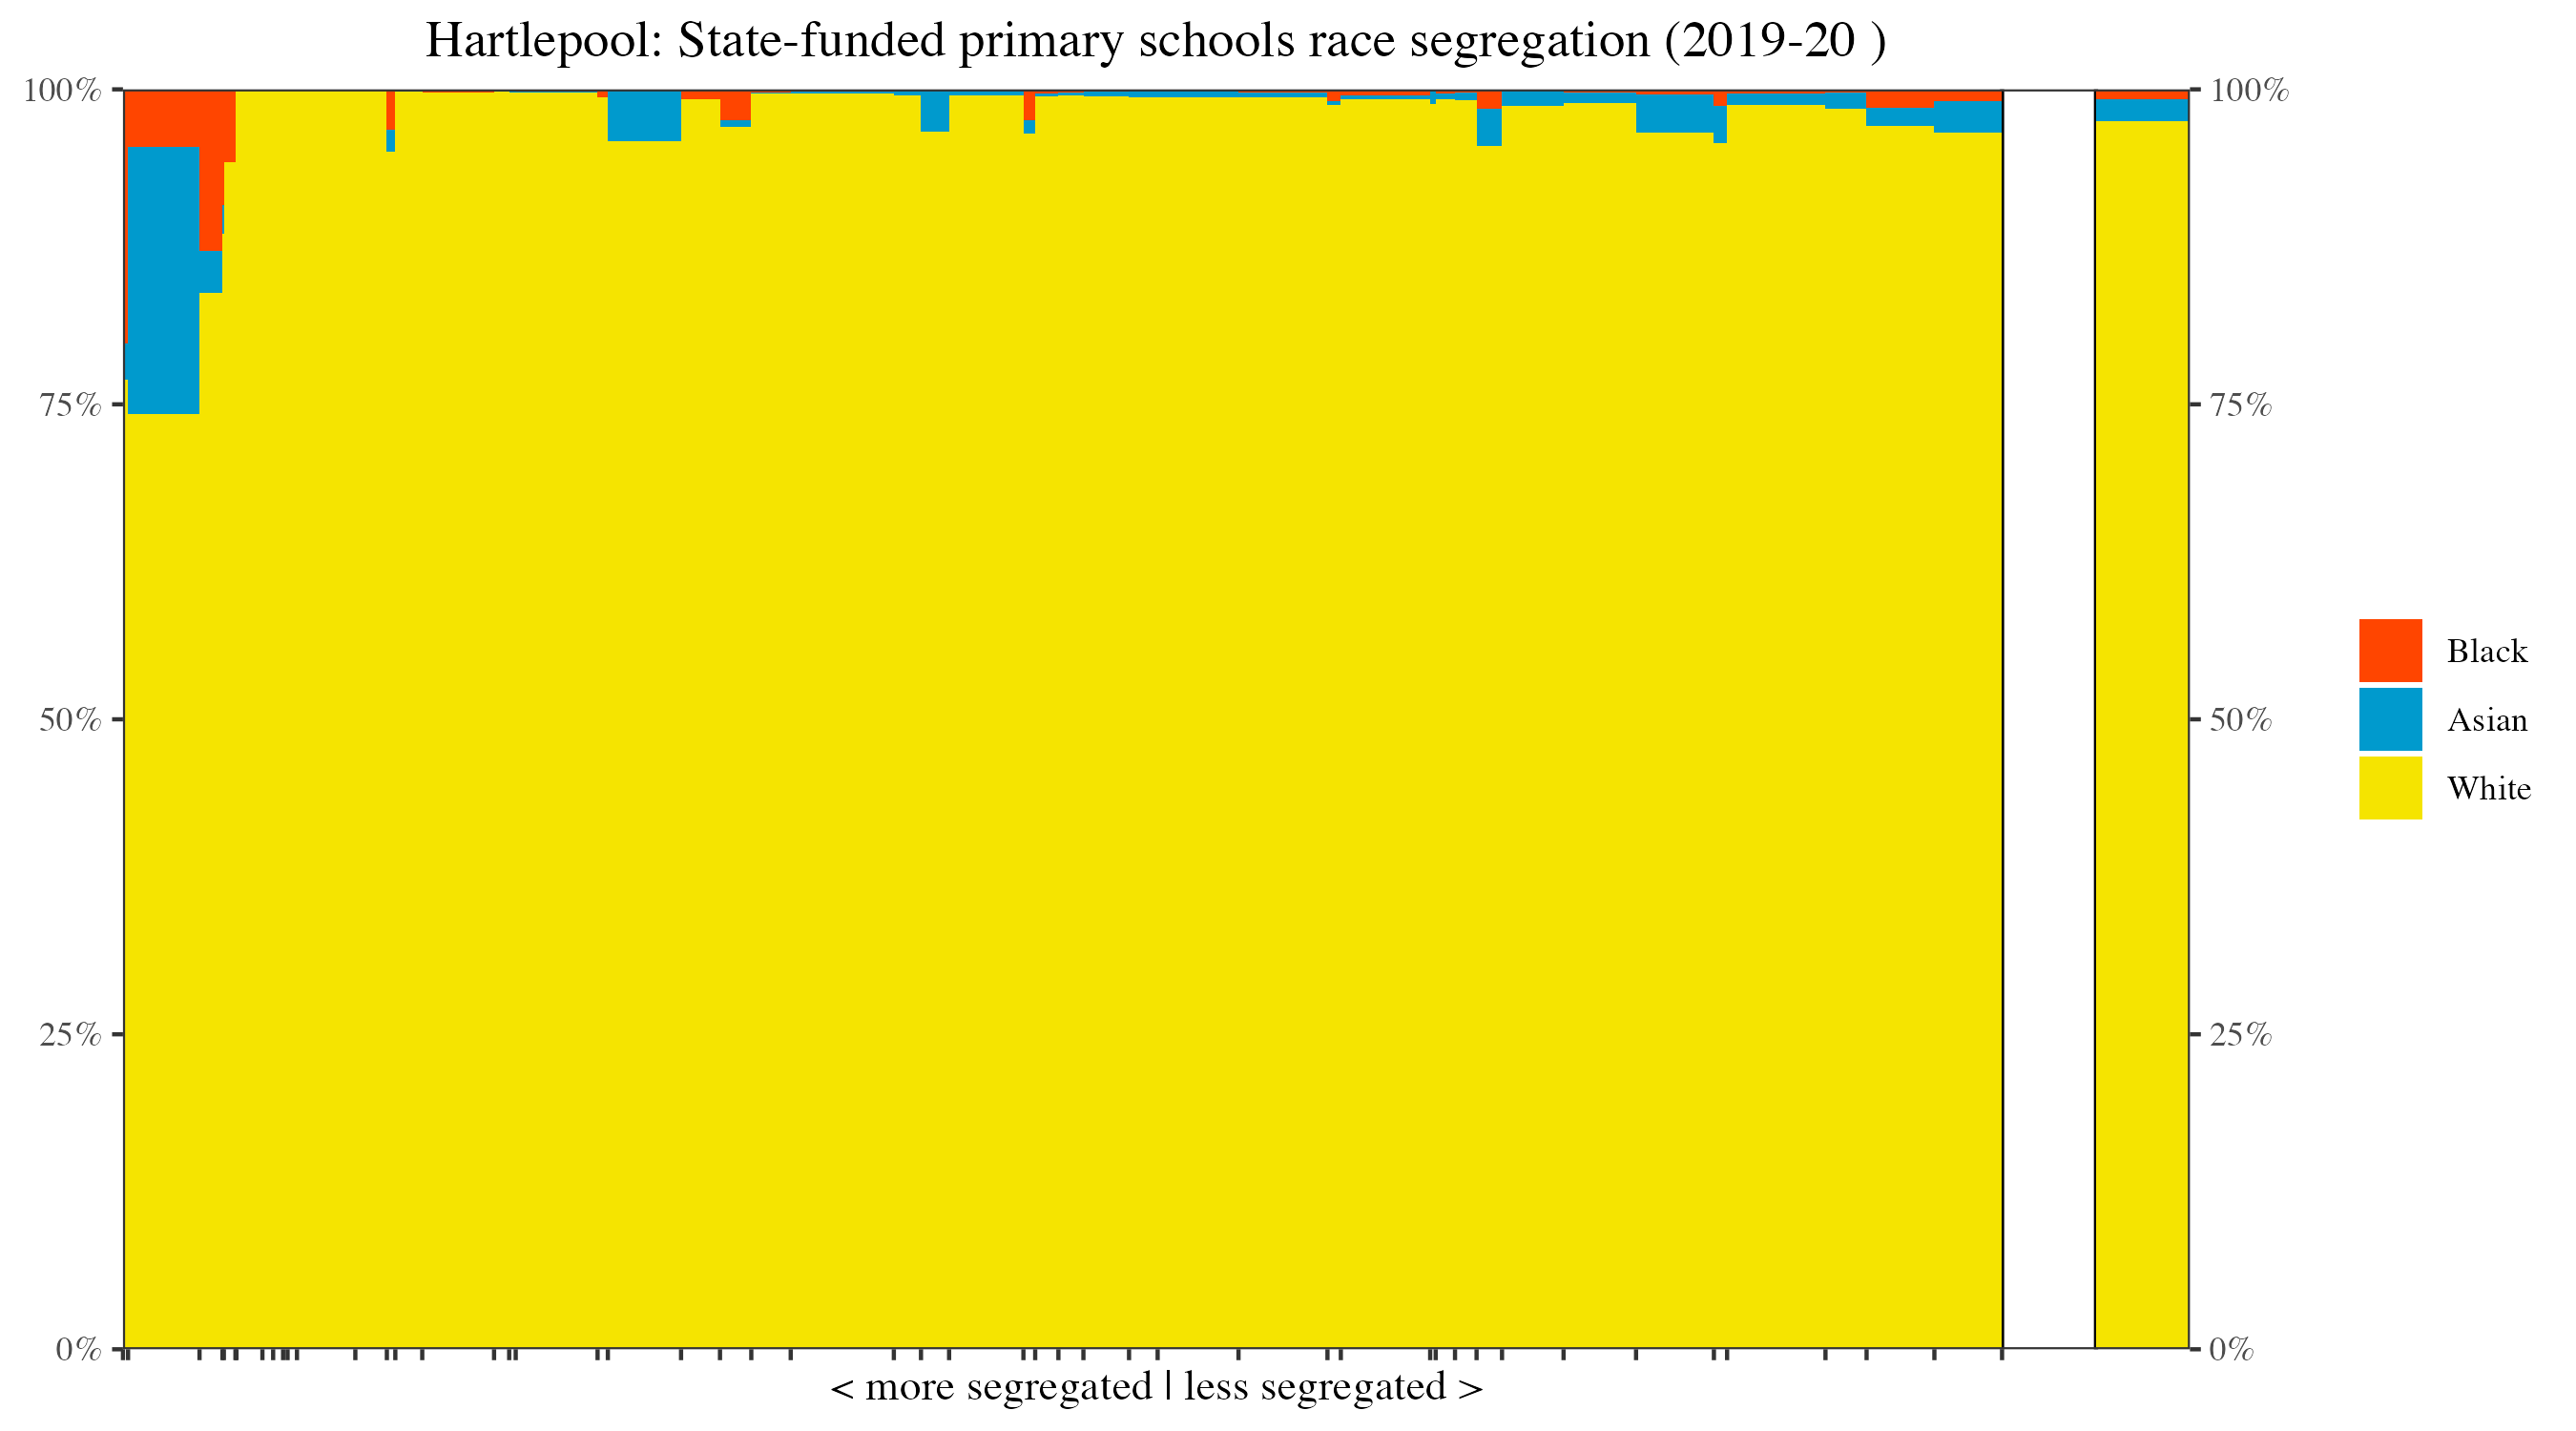 Hartlepool: State-funded primary schools race segregation (2019-20 )
100%
75%
50%
25%
0%
100%
75%
50%
25%
0%
Black
Asian
White
< more segregated | less segregated >